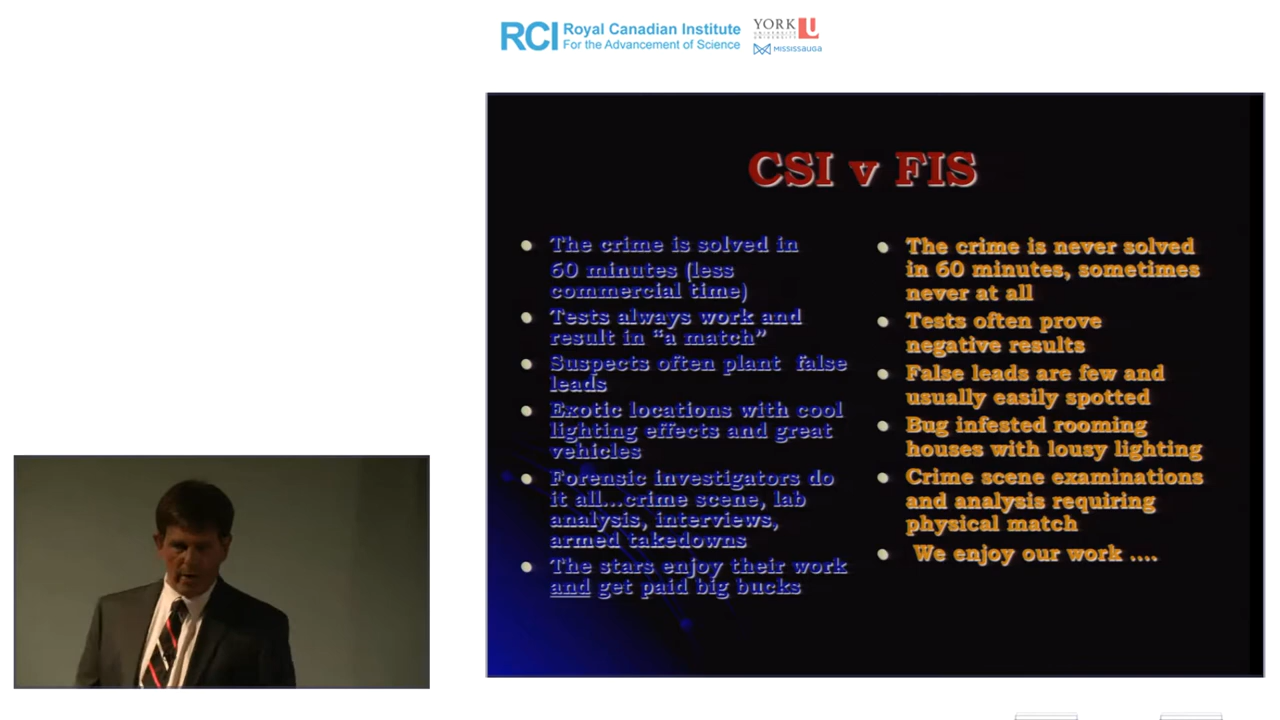 RCI Royal Canadian Institute
For the Advancement of Science
YORK U
MISSISSAUGA
CSI v FIS
The crime is solved in
60 minutes (less
commercial time)
Tests always work and
result in “a match”
Suspects often plant false
leads
Exotic locations with cool
lighting effects and great
vehicles
Forensic investigators do
it all...crime scene, lab
analysis, interviews,
armed takedowns
The stars enjoy their work
and get paid big bucks
The crime is never solved
in 60 minutes, sometimes
never at all
Tests often prove
negative results
False leads are few and
usually easily spotted
Bug infested rooming
houses with lousy lighting
Crime scene examinations
and analysis requiring
physical match
We enjoy our work ....